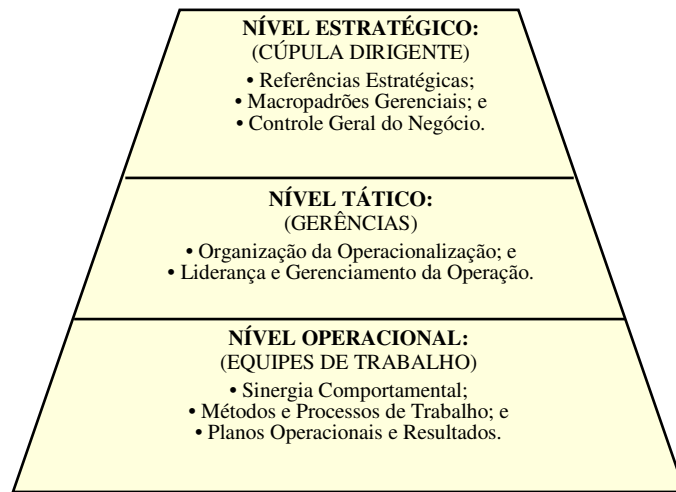 NÍVEL ESTRATÉGICO:
(CÚPULA DIRIGENTE)
• Referências Estratégicas;
• Macropadrões Gerenciais; e
• Controle Geral do Negócio.
NÍVEL TÁTICO:
(GERÊNCIAS)
• Organização da Operacionalização; e
• Liderança e Gerenciamento da Operação.
NÍVEL OPERACIONAL:
(EQUIPES DE TRABALHO)
• Sinergia Comportamental;
• Métodos e Processos de Trabalho; e
• Planos Operacionais e Resultados.